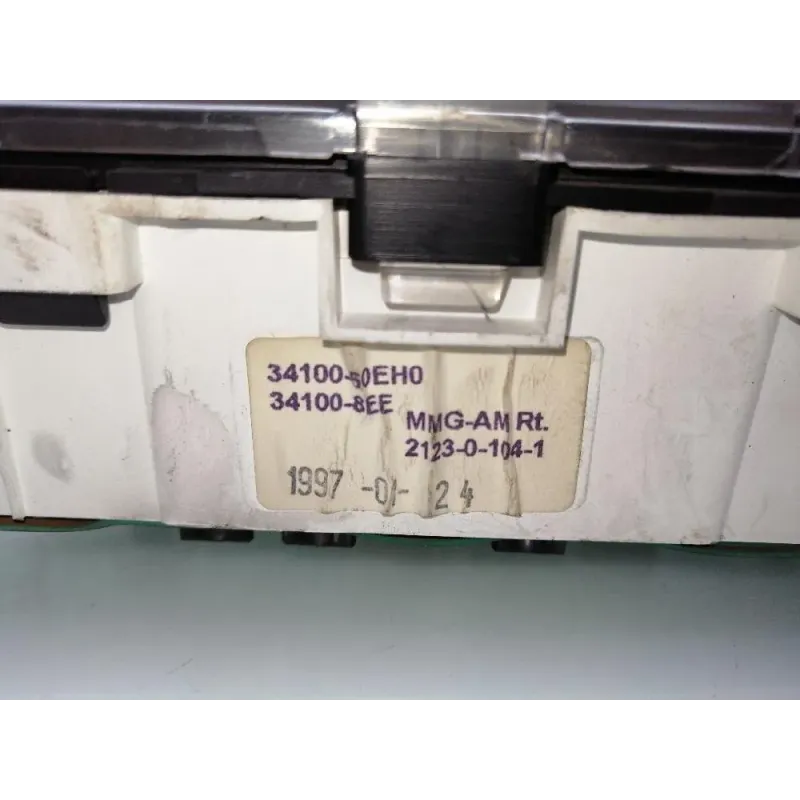 34100-60EH0
34100-8EE
MMG-AM Rt.
2123-0-104-1
1997 -01- 24